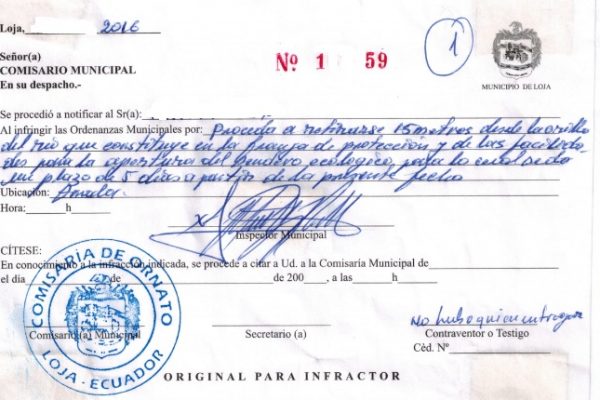 Loja, 2016
Señor(a)
COMISARIO MUNICIPAL
En su despacho.-
Nº 1 59
1
MUNICIPIO DE LOJA
Se procedió a notificar al Sr(a):
Al infringir las Ordenanzas Municipales por: Proceda a retirarse 15 metros desde la orilla
del río que constituye en la franja de protección y de las facilida-
des para la apertura del sendero ecológico, para lo cual se da
un plazo de 5 días a partir de la presente fecha
Ubicación:
Hora: h
x
Inspector Municipal
CÍTESE:
En conocimiento a la infracción indicada, se procede a citar a Ud. a la Comisaría Municipal de
el día de de 200 , a las h
No hubo quien entregar
Comisario (a) Municipal Secretario (a) Contraventor o Testigo
Céd. Nº
COMISARIA DE ORNATO
LOJA - ECUADOR
ORIGINAL PARA INFRACTOR